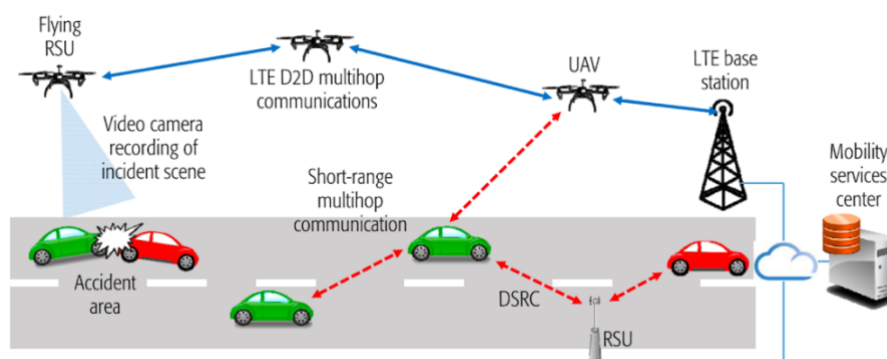 Flying
RSU
LTE D2D multihop
communications
UAV
LTE base
station
Video camera
recording of
incident scene
Short-range
multihop
communication
Mobility
services
center
Accident
area
DSRC
RSU